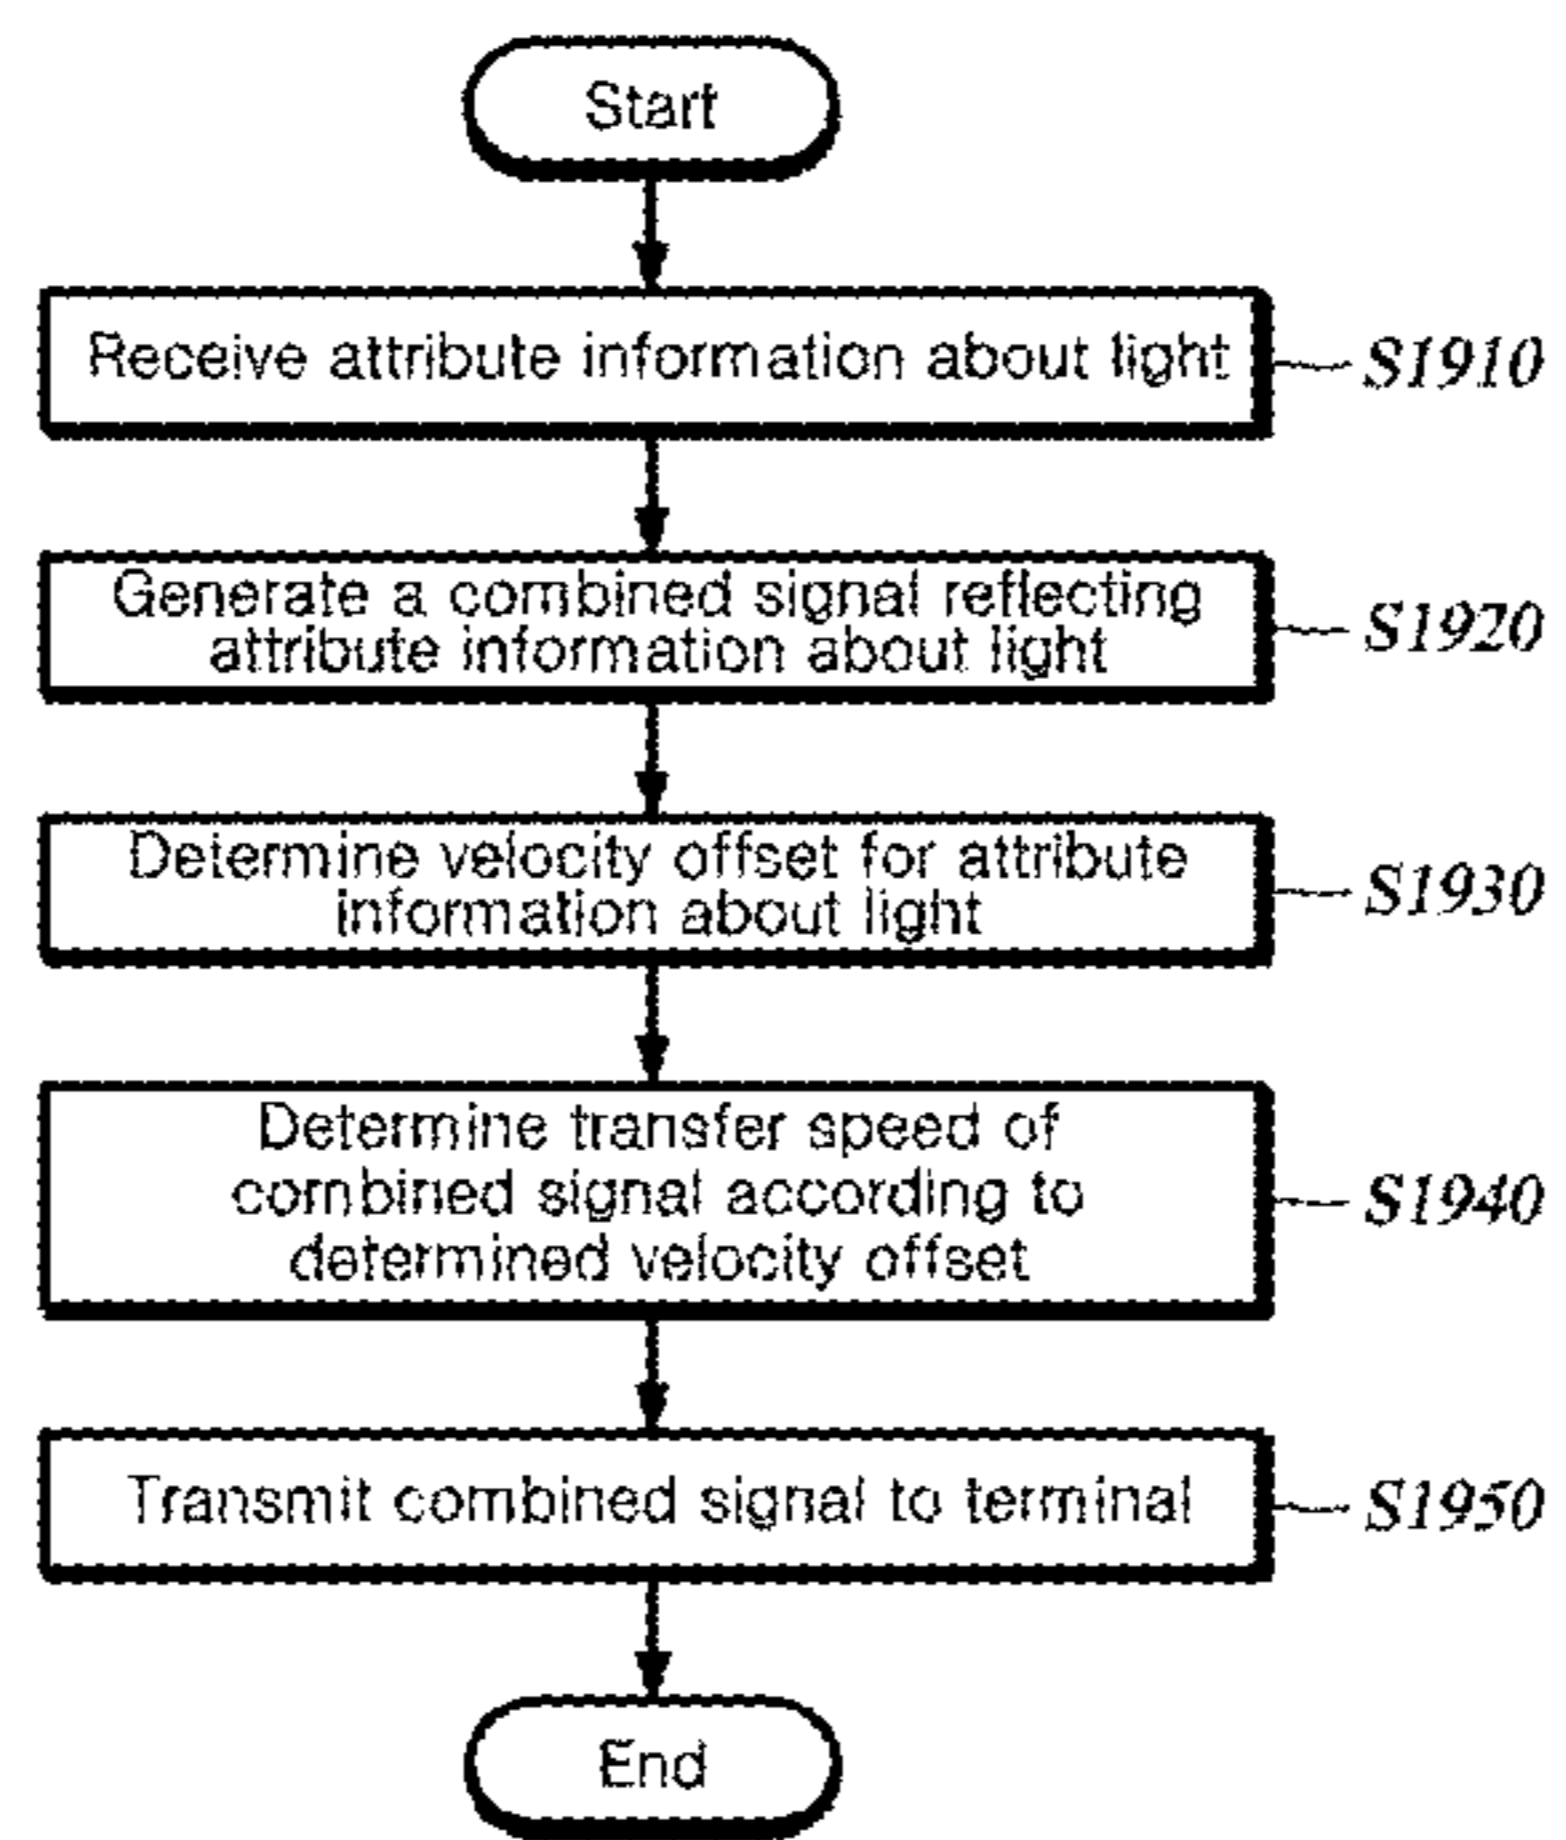 Start
Receive attribute information about light
S1910
Generate a combined signal reflecting
attribute information about light
S1920
Determine velocity offset for attribute
information about light
S1930
Determine transfer speed of
combined signal according to
determined velocity offset
S1940
Transmit combined signal to terminal
S1950
End